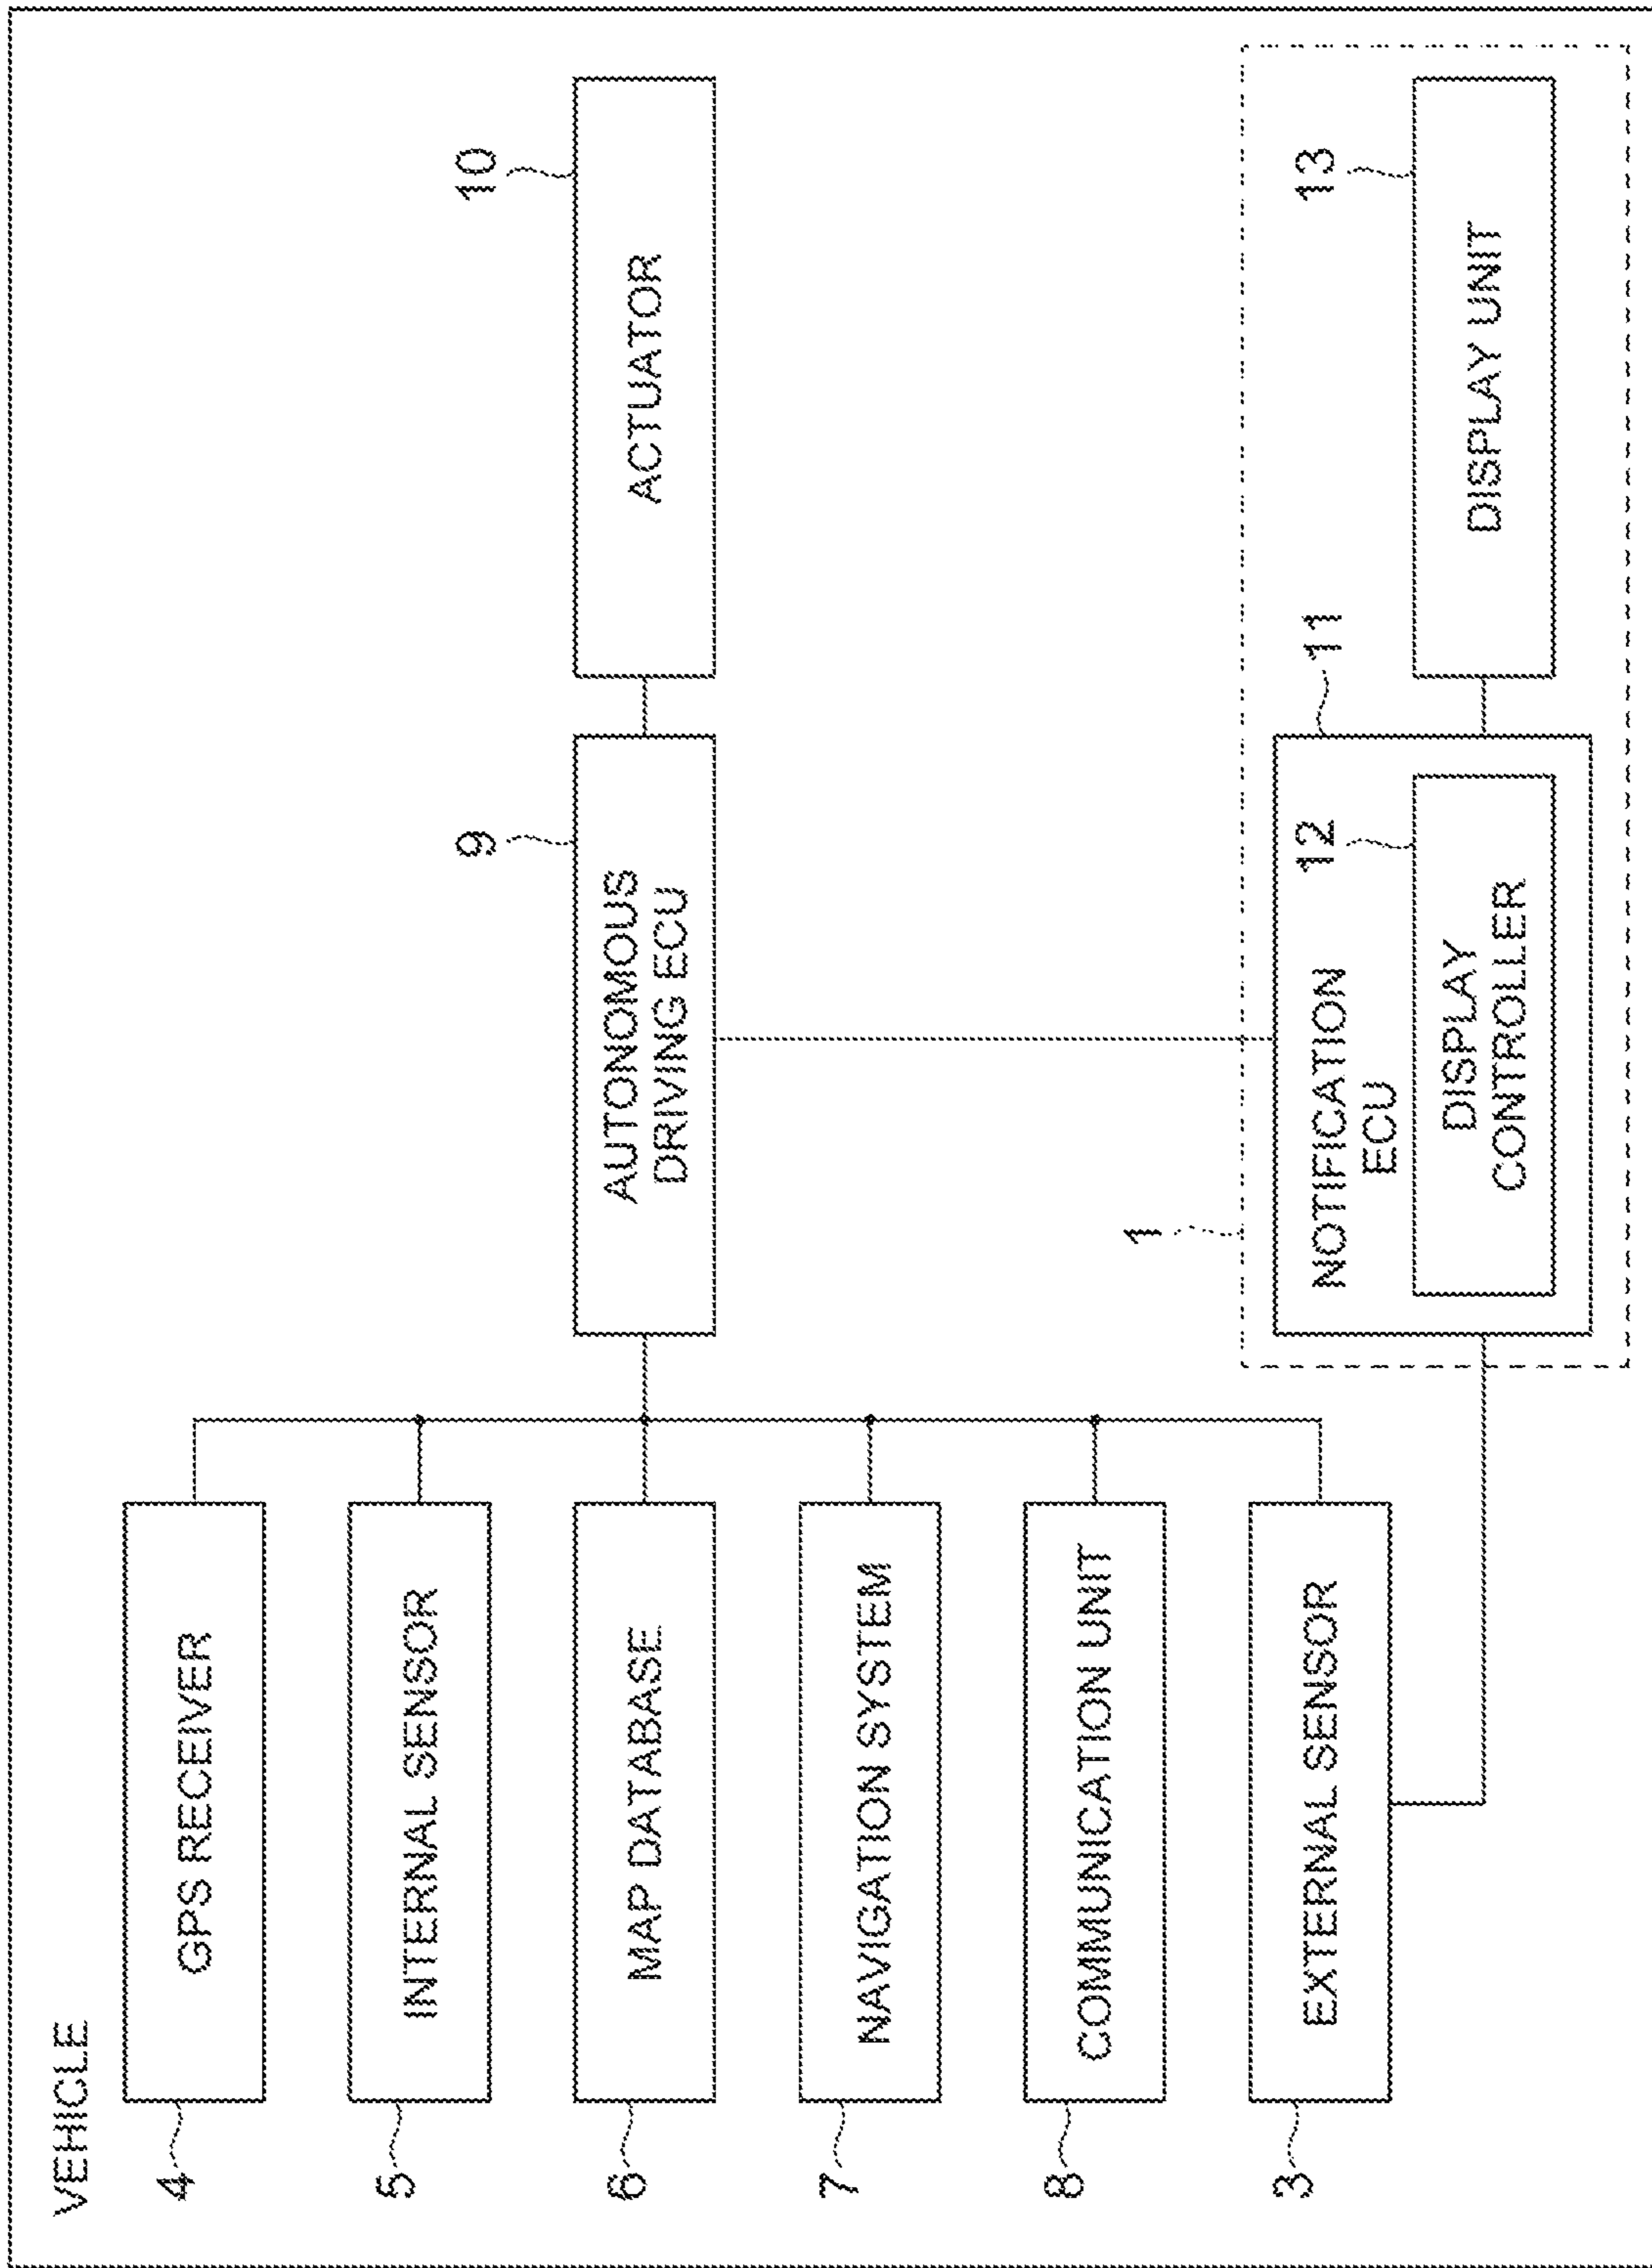 VEHICLE
4
GPS RECEIVER
5
INTERNAL SENSOR
6
MAP DATABASE
7
NAVIGATION SYSTEM
8
COMMUNICATION UNIT
3
EXTERNAL SENSOR
9
AUTONOMOUS
DRIVING ECU
10
ACTUATOR
1
11
NOTIFICATION
ECU
12
DISPLAY
CONTROLLER
13
DISPLAY UNIT